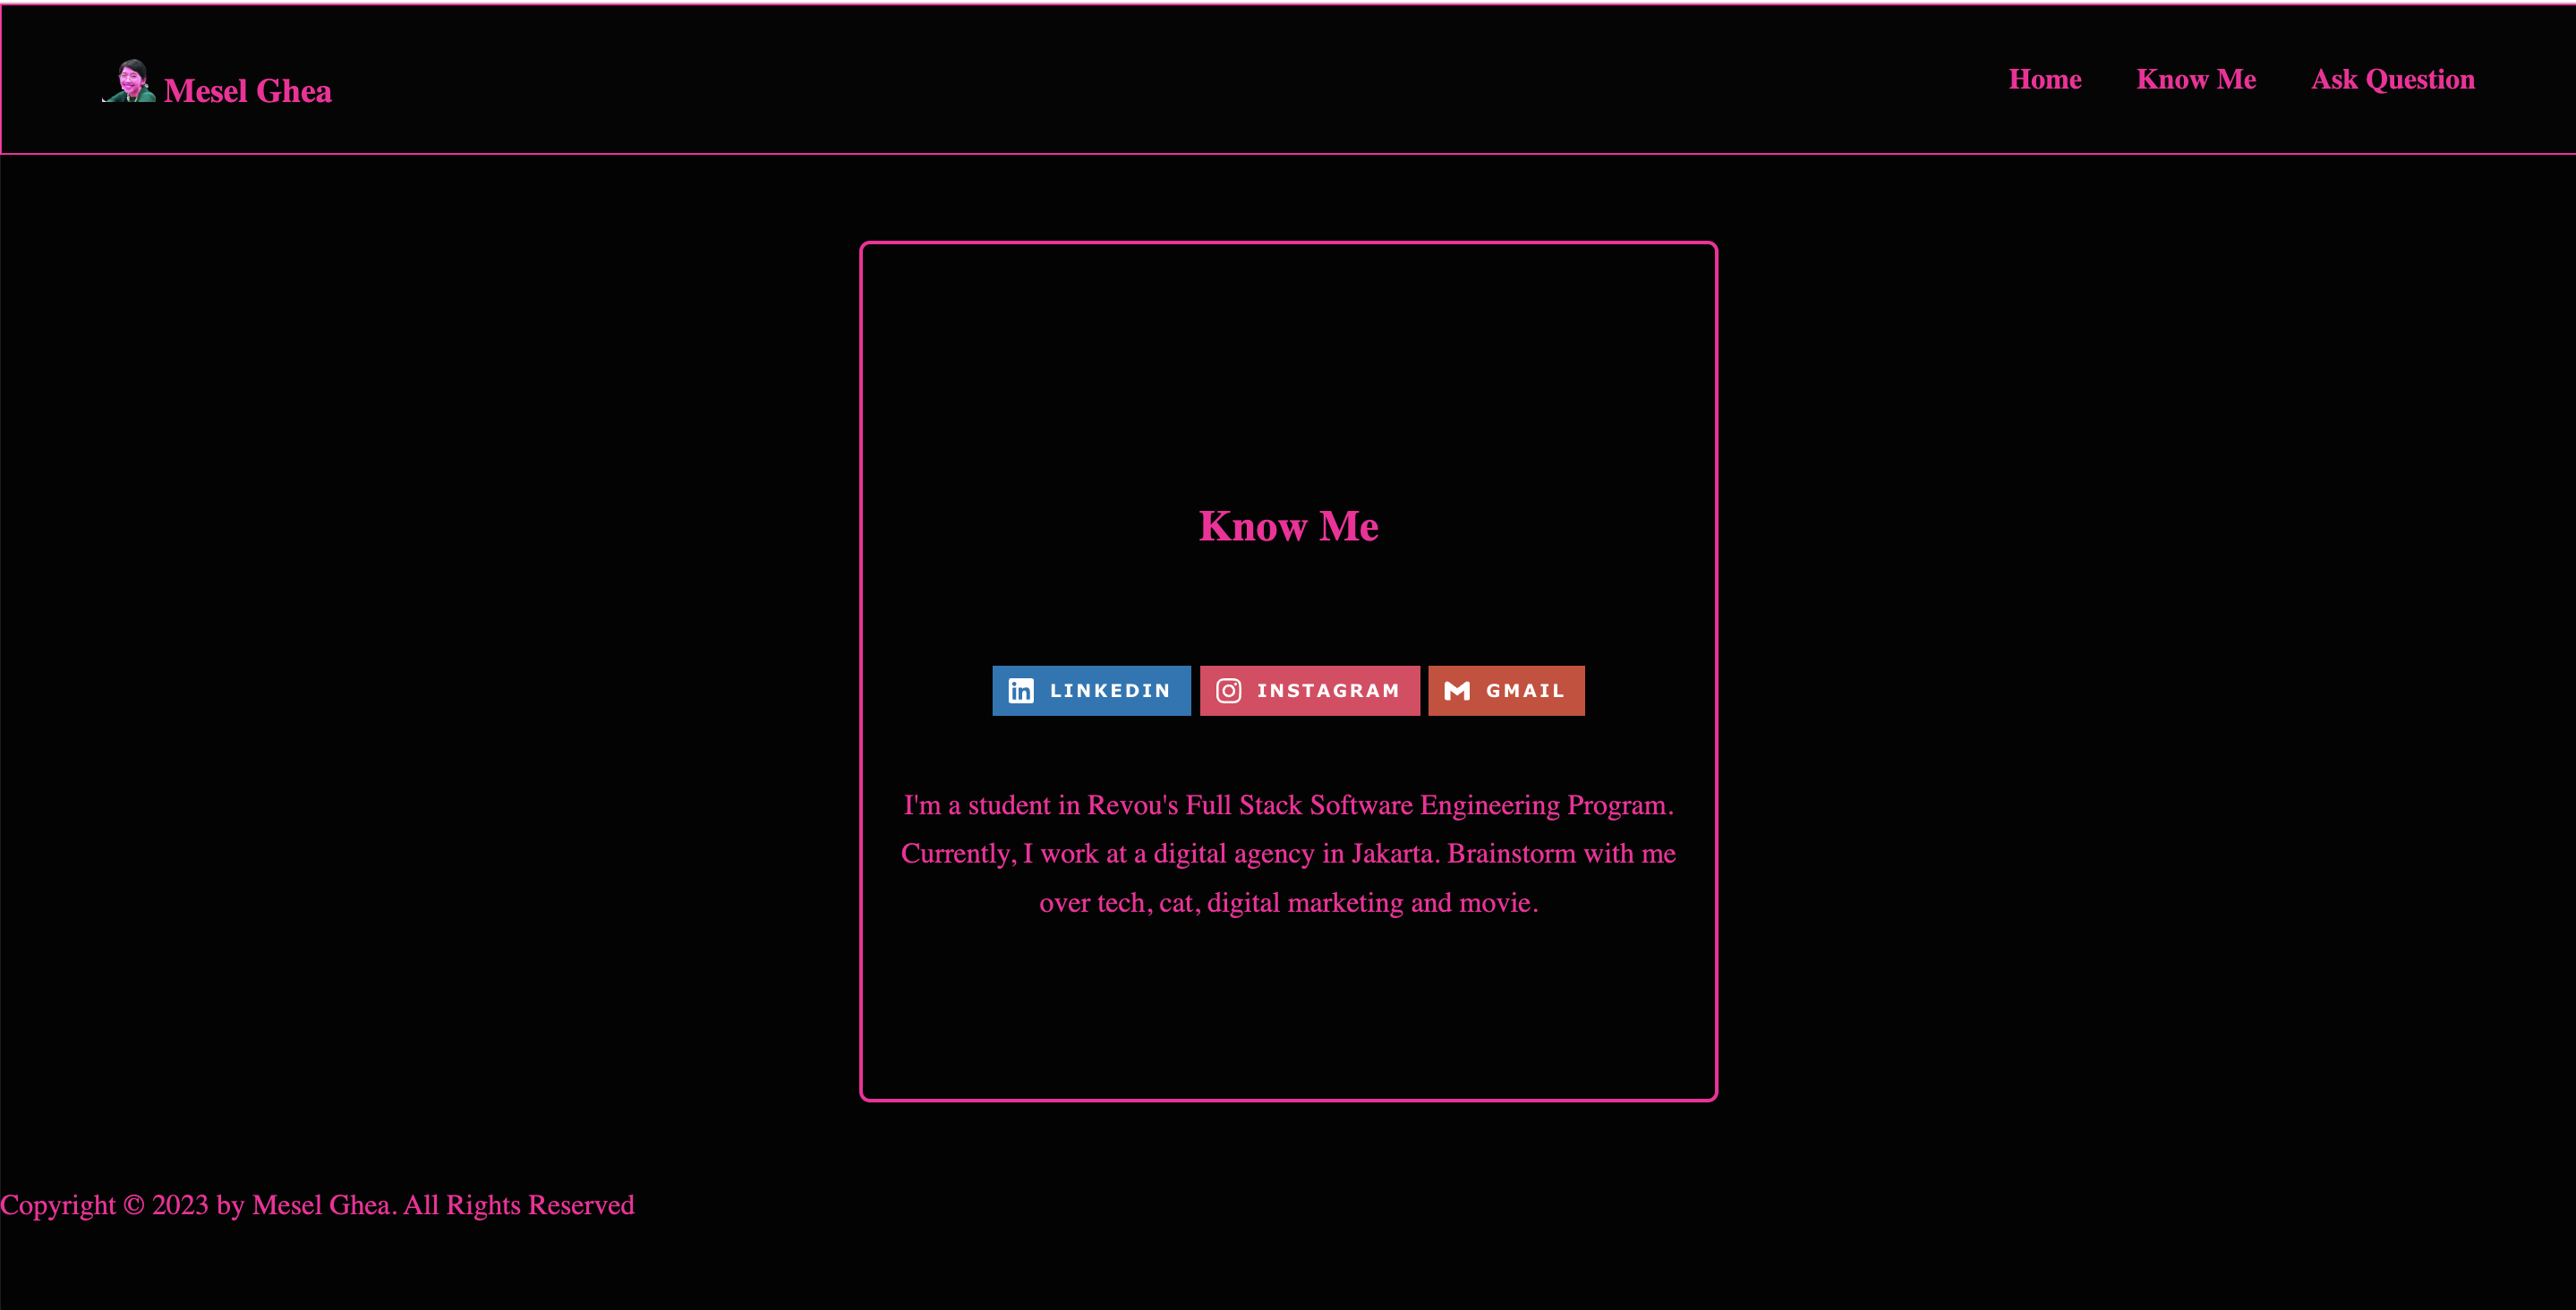 Mesel Ghea
Home Know Me Ask Question
Know Me
LINKEDIN INSTAGRAM GMAIL
I'm a student in Revou's Full Stack Software Engineering Program.
Currently, I work at a digital agency in Jakarta. Brainstorm with me
over tech, cat, digital marketing and movie.
Copyright © 2023 by Mesel Ghea. All Rights Reserved